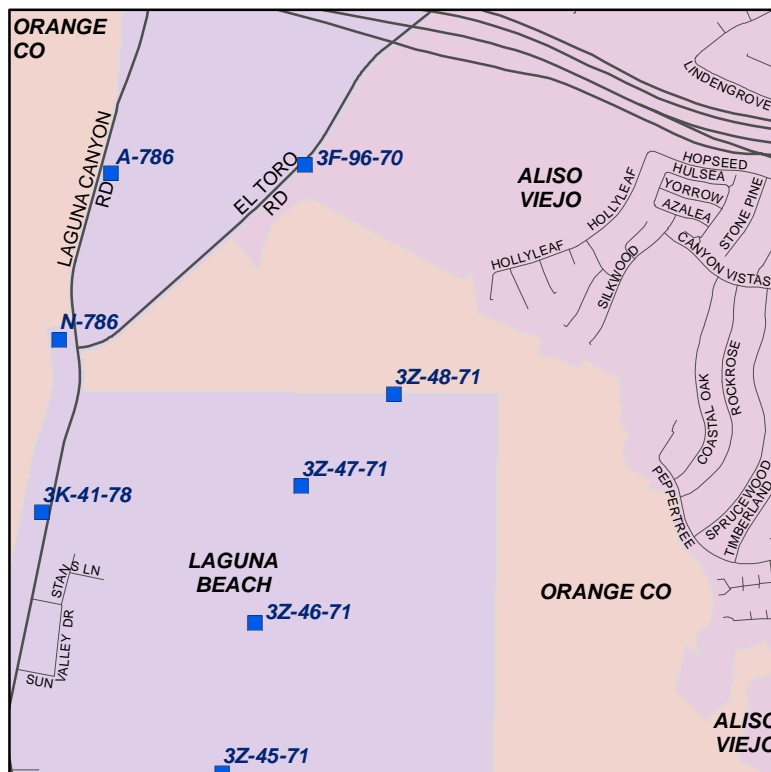 ORANGE
CO
LINDENGROVE
A-786
3F-96-70
LAGUNA CANYON
RD
EL TORO
RD
ALISO
VIEJO
HOPSEED
HULSEA
YORROW
AZALEA
STONE PINE
HOLLYLEAF
HOLLYLEAF
SILKWOOD
CANYON VISTAS
N-786
3Z-48-71
COASTAL OAK
ROCKROSE
3Z-47-71
3K-41-78
PEPPERTREE
SPRUCEWOOD
TIMBERLAND
LAGUNA
BEACH
STAN
S LN
ORANGE CO
3Z-46-71
VALLEY DR
SUN
ALISO
VIEJO
3Z-45-71